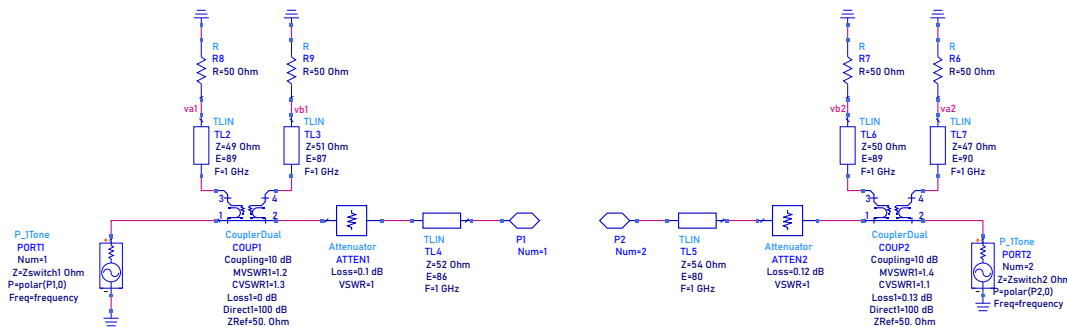 R
R8
R=50 Ohm
R
R9
R=50 Ohm
R
R7
R=50 Ohm
R
R6
R=50 Ohm
va1
vb1
vb2
va2
TLIN
TL2
Z=49 Ohm
E=89
F=1 GHz
TLIN
TL3
Z=51 Ohm
E=87
F=1 GHz
TLIN
TL6
Z=50 Ohm
E=89
F=1 GHz
TLIN
TL7
Z=47 Ohm
E=90
F=1 GHz
3
4
1
2
3
4
1
2
P_1Tone
PORT1
Num=1
Z=Zswitch1 Ohm
P=polar(P1,0)
Freq=frequency
CouplerDual
COUP1
Coupling=10 dB
MVSWR1=1.2
CVSWR1=1.3
Loss1=0 dB
Direct1=100 dB
ZRef=50. Ohm
Attenuator
ATTEN1
Loss=0.1 dB
VSWR=1
TLIN
TL4
Z=52 Ohm
E=86
F=1 GHz
P1
Num=1
P2
Num=2
TLIN
TL5
Z=54 Ohm
E=80
F=1 GHz
Attenuator
ATTEN2
Loss=0.12 dB
VSWR=1
CouplerDual
COUP2
Coupling=10 dB
MVSWR1=1.4
CVSWR1=1.1
Loss1=0.13 dB
Direct1=100 dB
ZRef=50. Ohm
P_1Tone
PORT2
Num=2
Z=Zswitch2 Ohm
P=polar(P2,0)
Freq=frequency